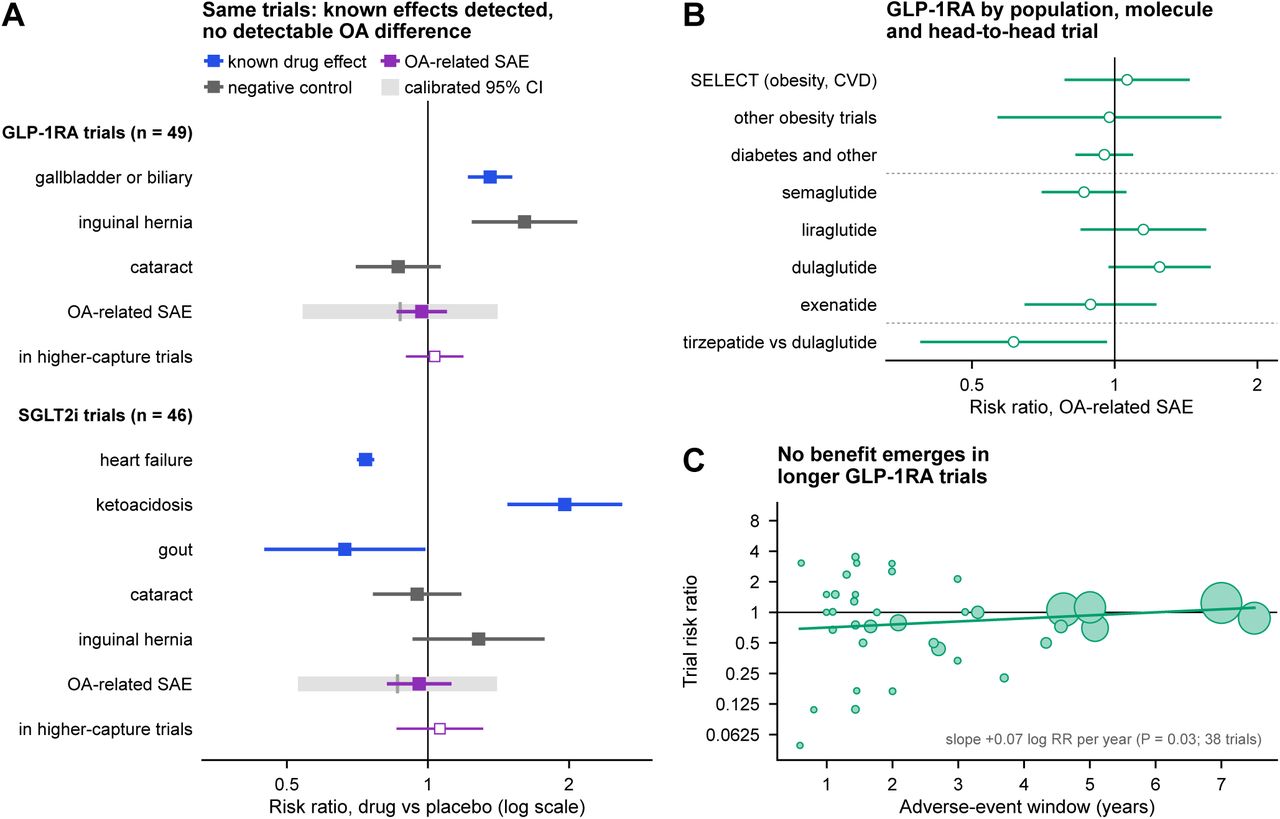 A
Same trials: known effects detected,
no detectable OA difference
known drug effect
OA-related SAE
negative control
calibrated 95% CI
GLP-1RA trials (n = 49)
gallbladder or biliary
inguinal hernia
cataract
OA-related SAE
in higher-capture trials
SGLT2i trials (n = 46)
heart failure
ketoacidosis
gout
cataract
inguinal hernia
OA-related SAE
in higher-capture trials
0.5 1 2
Risk ratio, drug vs placebo (log scale)
B
GLP-1RA by population, molecule
and head-to-head trial
SELECT (obesity, CVD)
other obesity trials
diabetes and other
semaglutide
liraglutide
dulaglutide
exenatide
tirzepatide vs dulaglutide
0.5 1 2
Risk ratio, OA-related SAE
C
No benefit emerges in
longer GLP-1RA trials
Trial risk ratio
8
4
2
1
0.5
0.25
0.125
0.0625
slope +0.07 log RR per year (P = 0.03; 38 trials)
1 2 3 4 5 6 7
Adverse-event window (years)